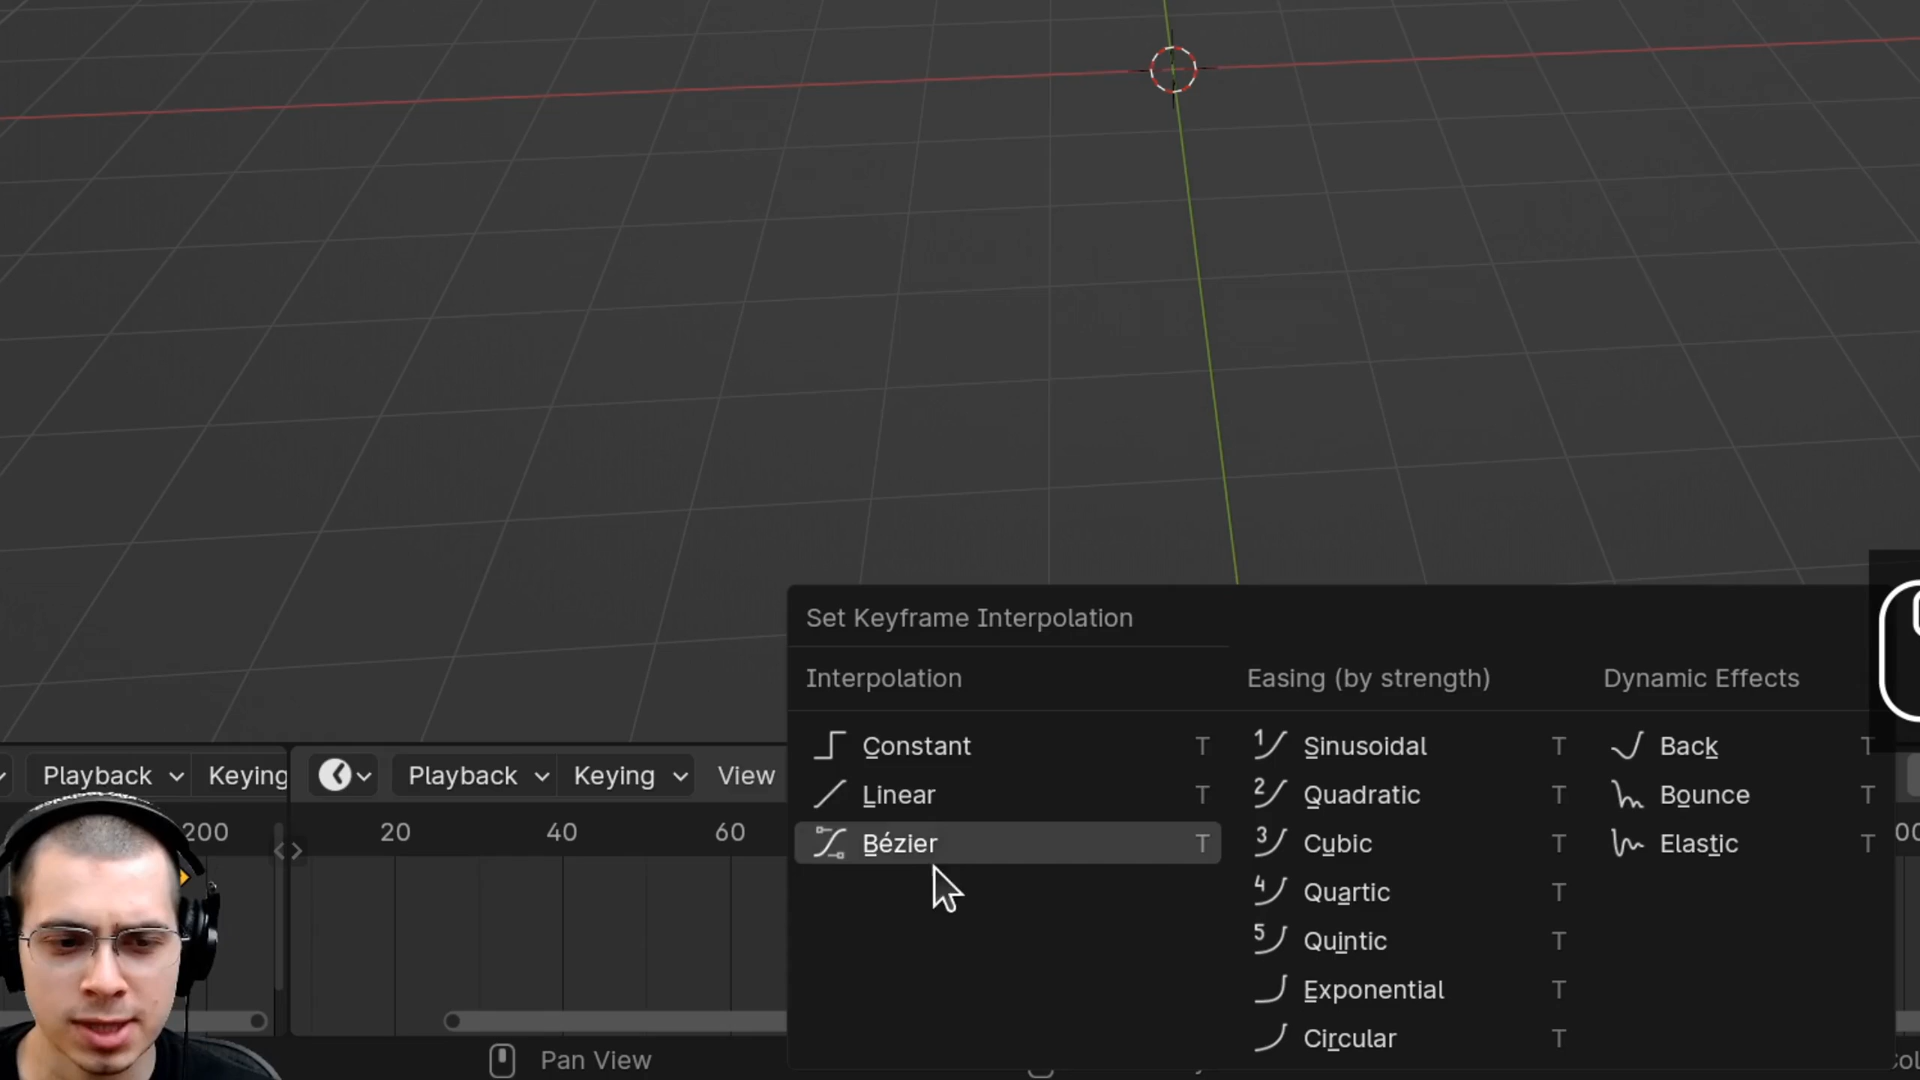 Set Keyframe Interpolation
Interpolation Easing (by strength) Dynamic Effects
Constant T Sinusoidal T Back T
Linear T Quadratic T Bounce T
Bézier T Cubic T Elastic T
Quartic T
Quintic T
Exponential T
Circular T
Playback Keying Playback Keying View
200 20 40 60
Pan View